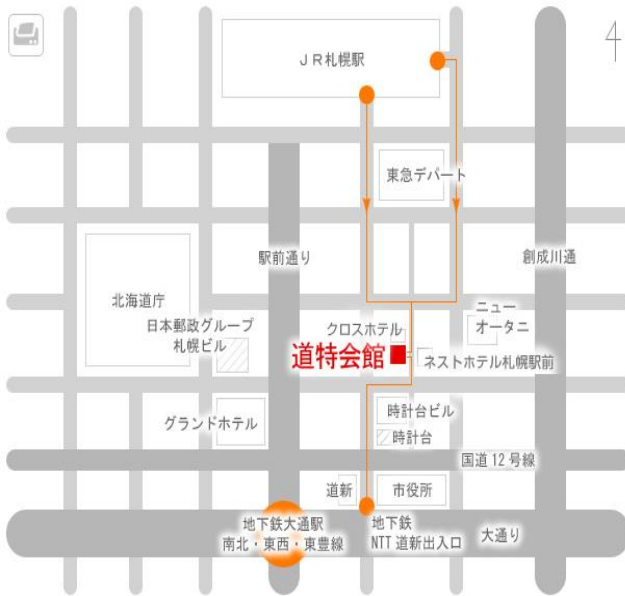 JR札幌駅
東急デパート
駅前通り
創成川通
北海道庁
日本郵政グループ
札幌ビル
クロスホテル
ニュー
オータニ
道特会館
ネストホテル札幌駅前
グランドホテル
時計台ビル
時計台
国道12号線
道新
市役所
地下鉄大通駅
南北・東西・東豊線
地下鉄
NTT道新出入口
大通り